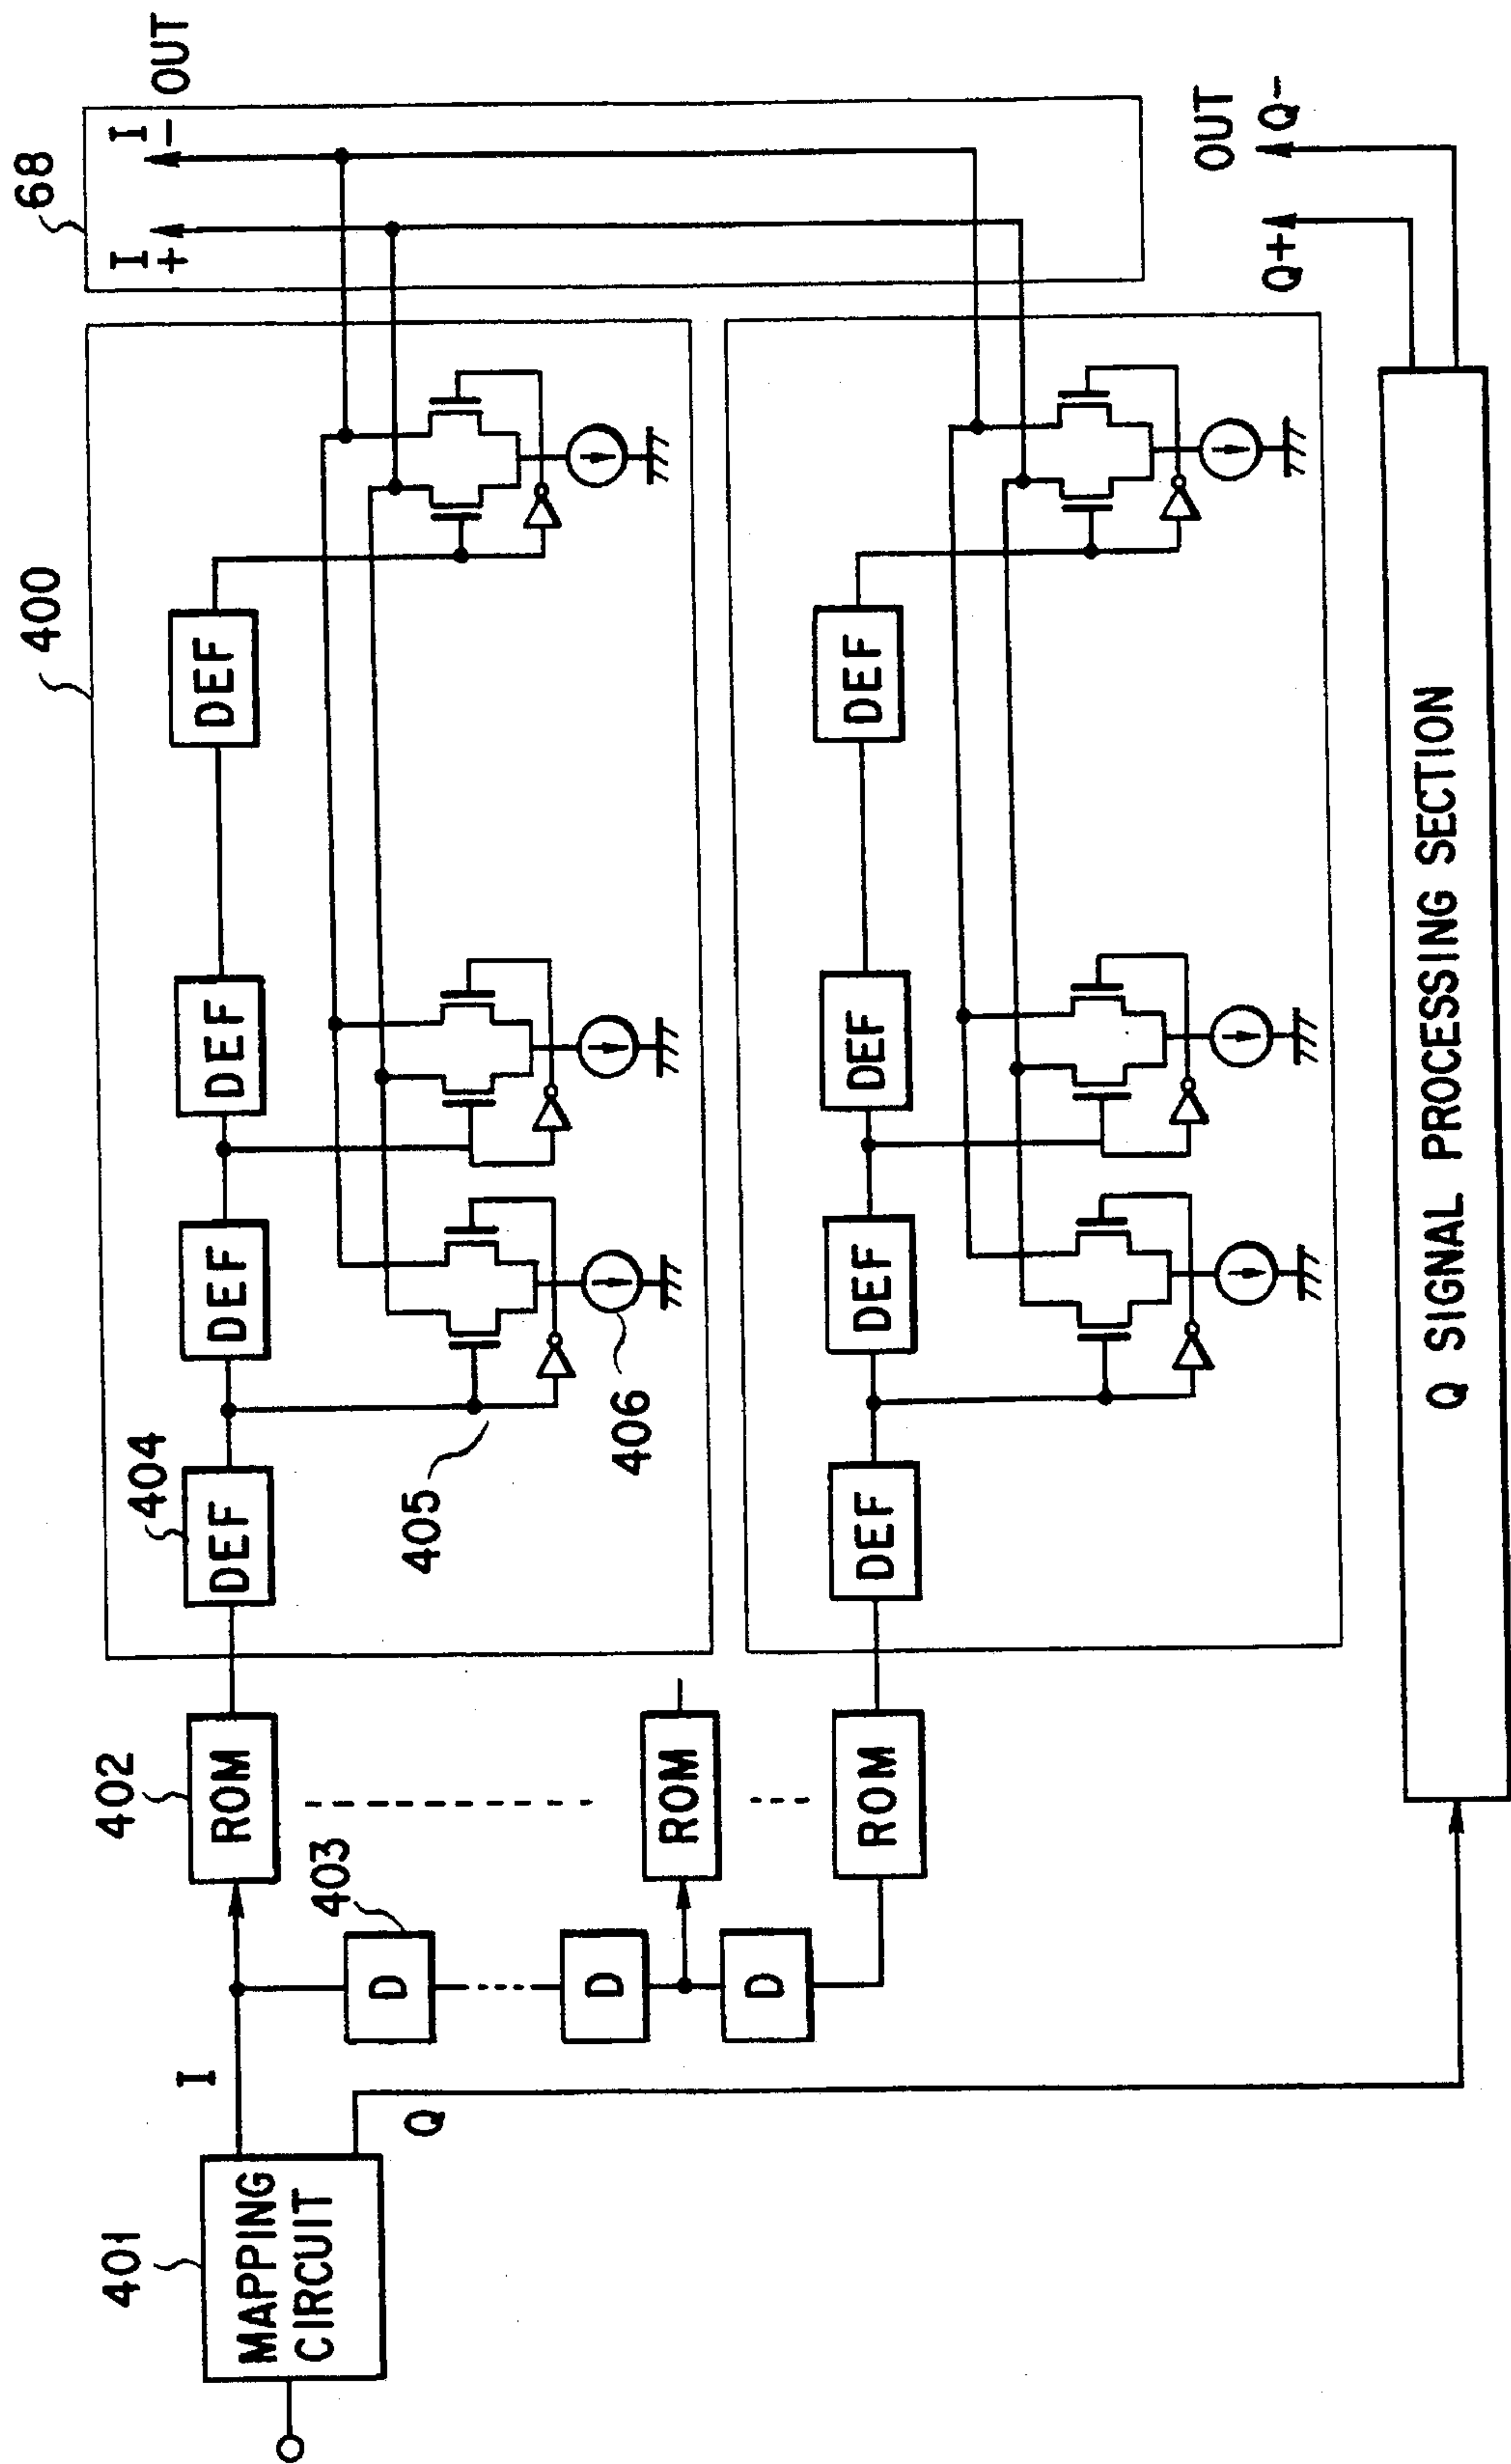 401
MAPPING
CIRCUIT
I
Q
402
ROM
403
D
D
D
ROM
ROM
400
404
DEF
DEF
DEF
DEF
405
406
DEF
DEF
DEF
DEF
68
I
+
I
−
OUT
Q SIGNAL PROCESSING SECTION
Q+
Q−
OUT